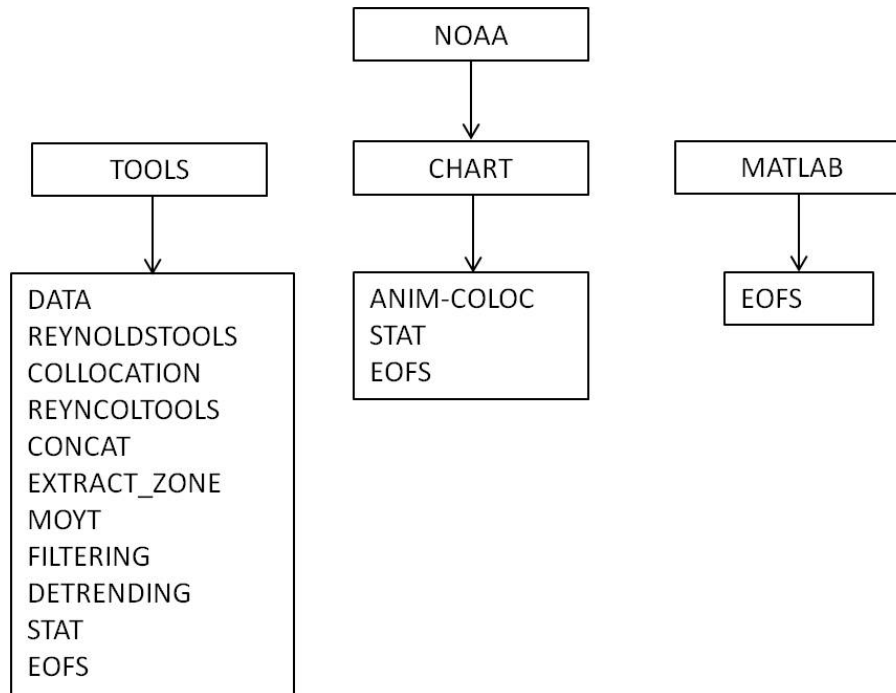 NOAA
TOOLS
CHART
MATLAB
DATA
REYNOLDSTOOLS
COLLOCATION
REYNCOLTOOLS
CONCAT
EXTRACT_ZONE
MOYT
FILTERING
DETRENDING
STAT
EOFS
ANIM-COLOC
STAT
EOFS
EOFS